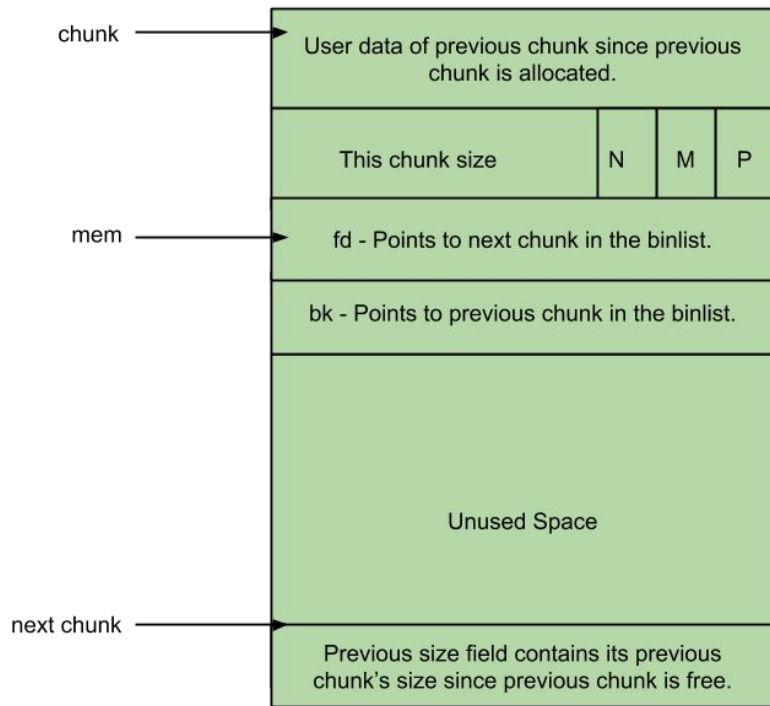 chunk
User data of previous chunk since previous
chunk is allocated.
This chunk size
N
M
P
mem
fd - Points to next chunk in the binlist.
bk - Points to previous chunk in the binlist.
Unused Space
next chunk
Previous size field contains its previous
chunk's size since previous chunk is free.